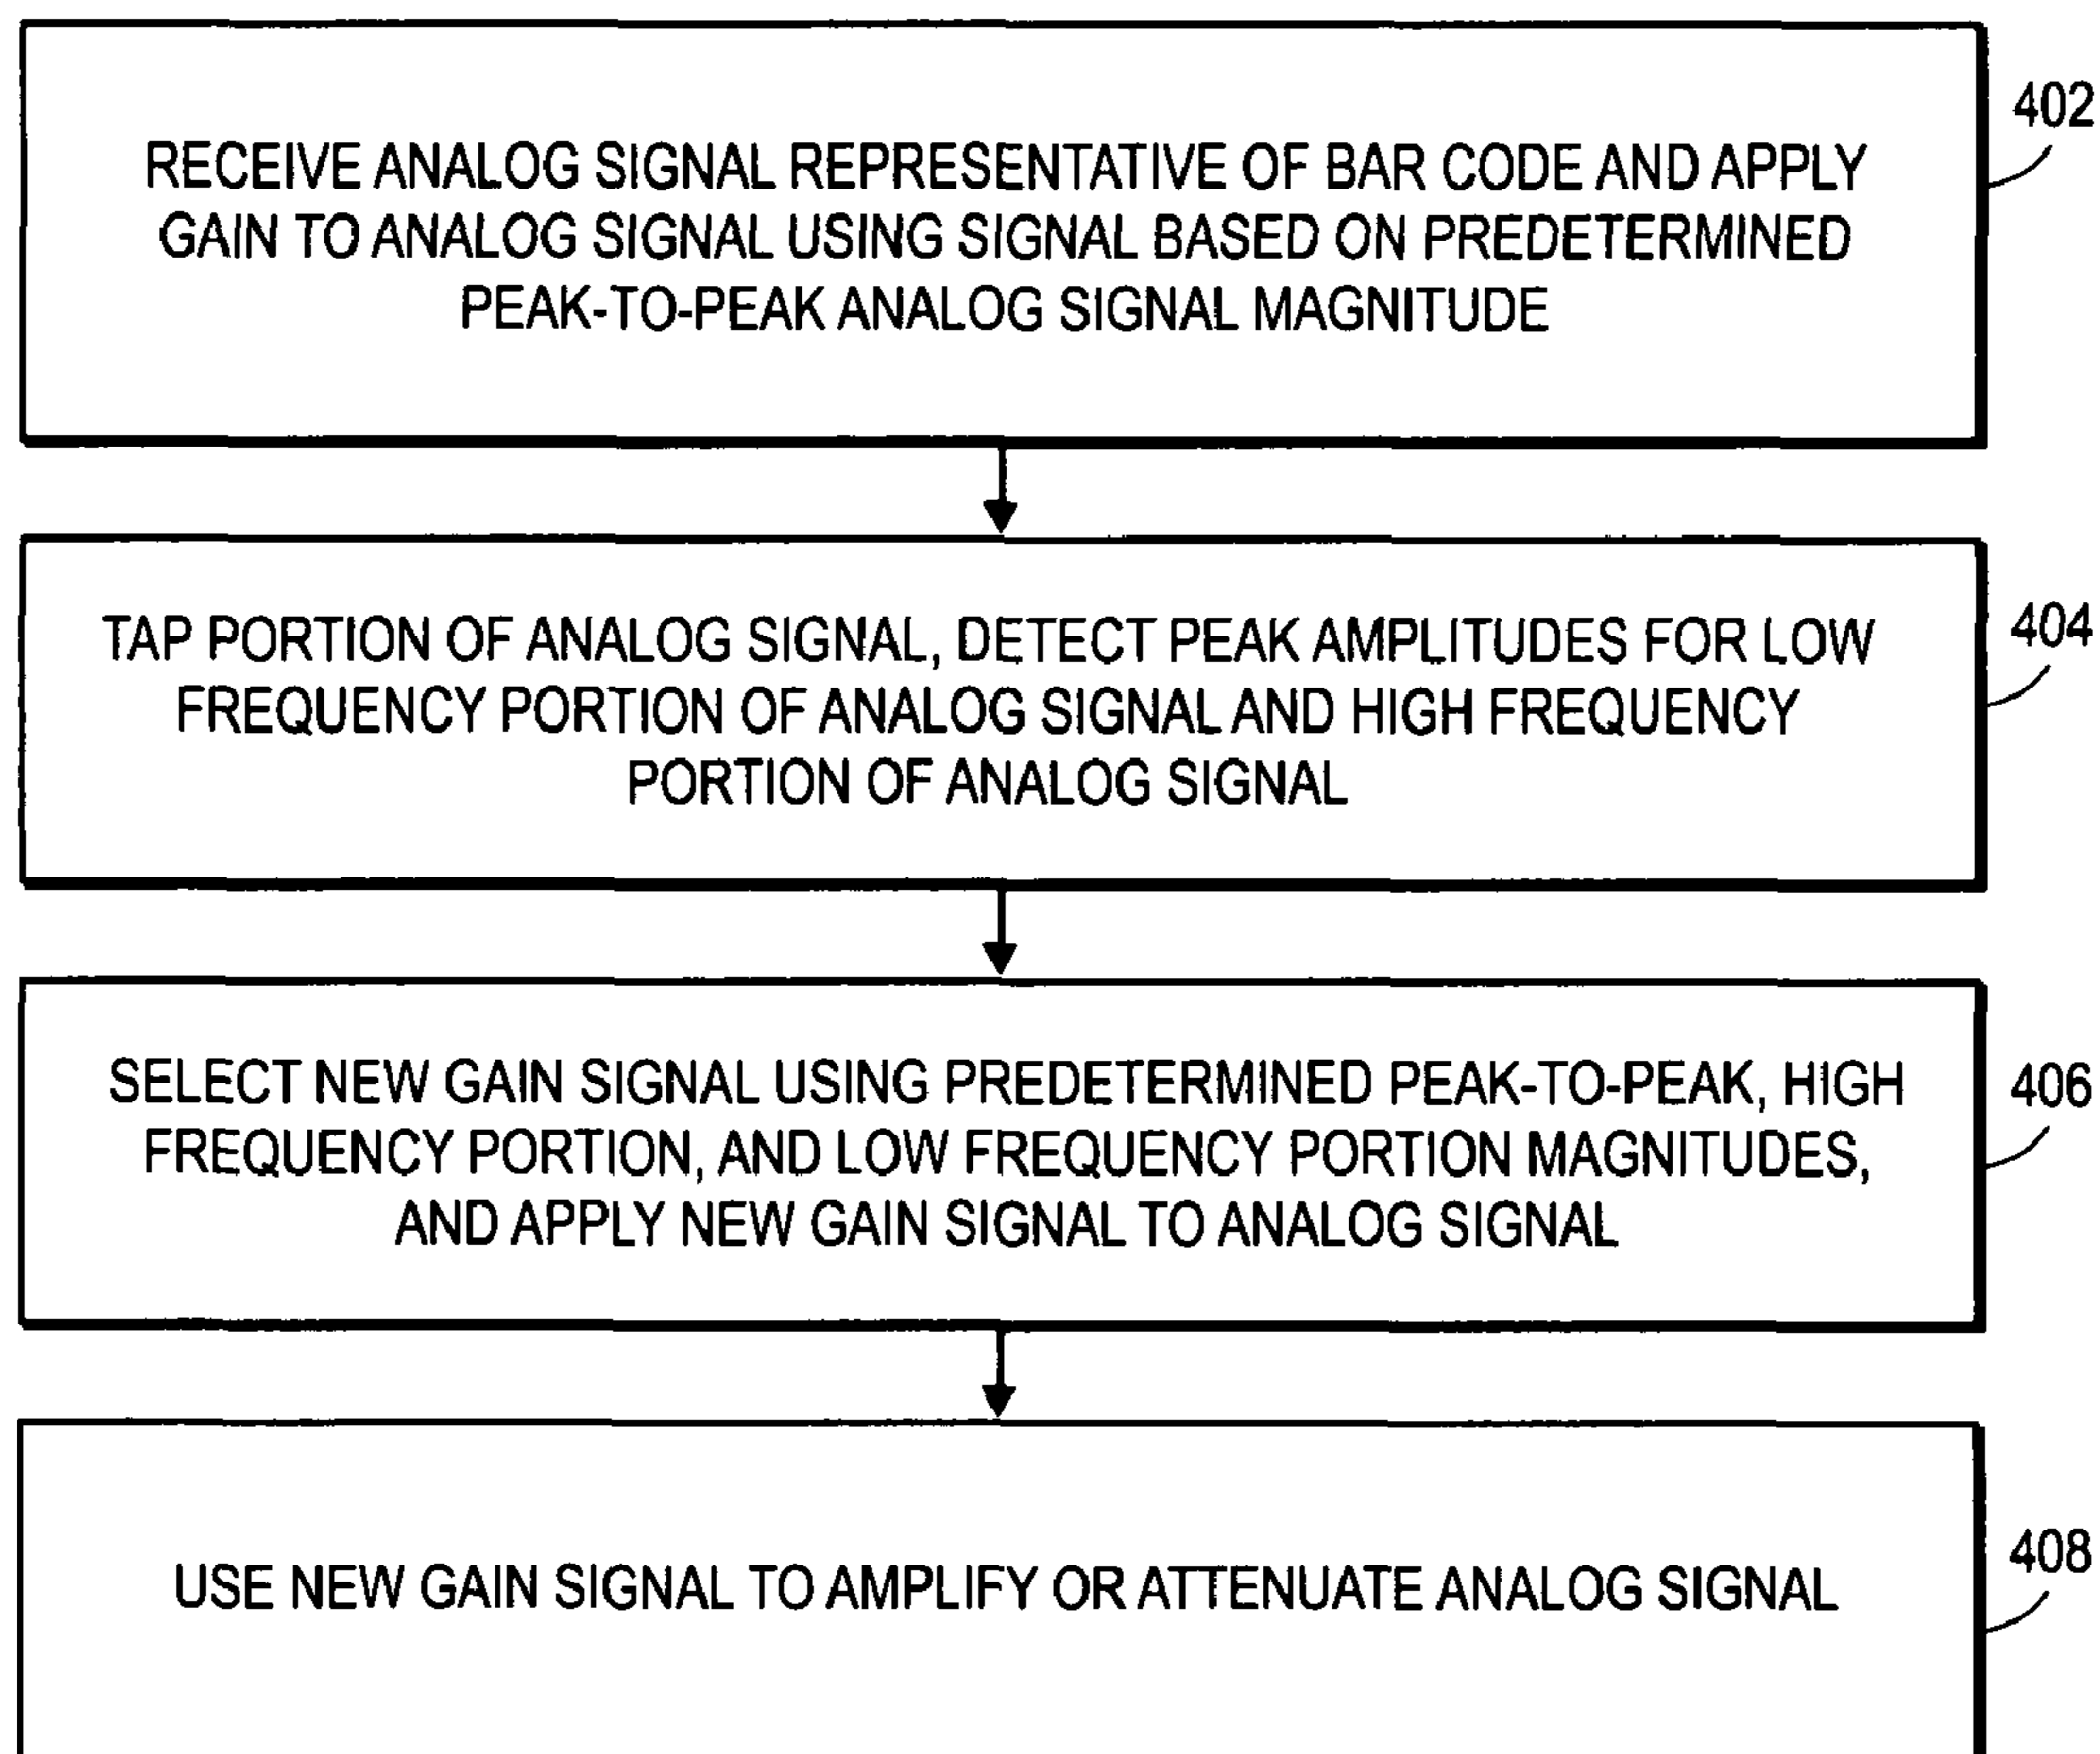 402
RECEIVE ANALOG SIGNAL REPRESENTATIVE OF BAR CODE AND APPLY
GAIN TO ANALOG SIGNAL USING SIGNAL BASED ON PREDETERMINED
PEAK-TO-PEAK ANALOG SIGNAL MAGNITUDE
404
TAP PORTION OF ANALOG SIGNAL, DETECT PEAK AMPLITUDES FOR LOW
FREQUENCY PORTION OF ANALOG SIGNAL AND HIGH FREQUENCY
PORTION OF ANALOG SIGNAL
406
SELECT NEW GAIN SIGNAL USING PREDETERMINED PEAK-TO-PEAK, HIGH
FREQUENCY PORTION, AND LOW FREQUENCY PORTION MAGNITUDES,
AND APPLY NEW GAIN SIGNAL TO ANALOG SIGNAL
408
USE NEW GAIN SIGNAL TO AMPLIFY OR ATTENUATE ANALOG SIGNAL